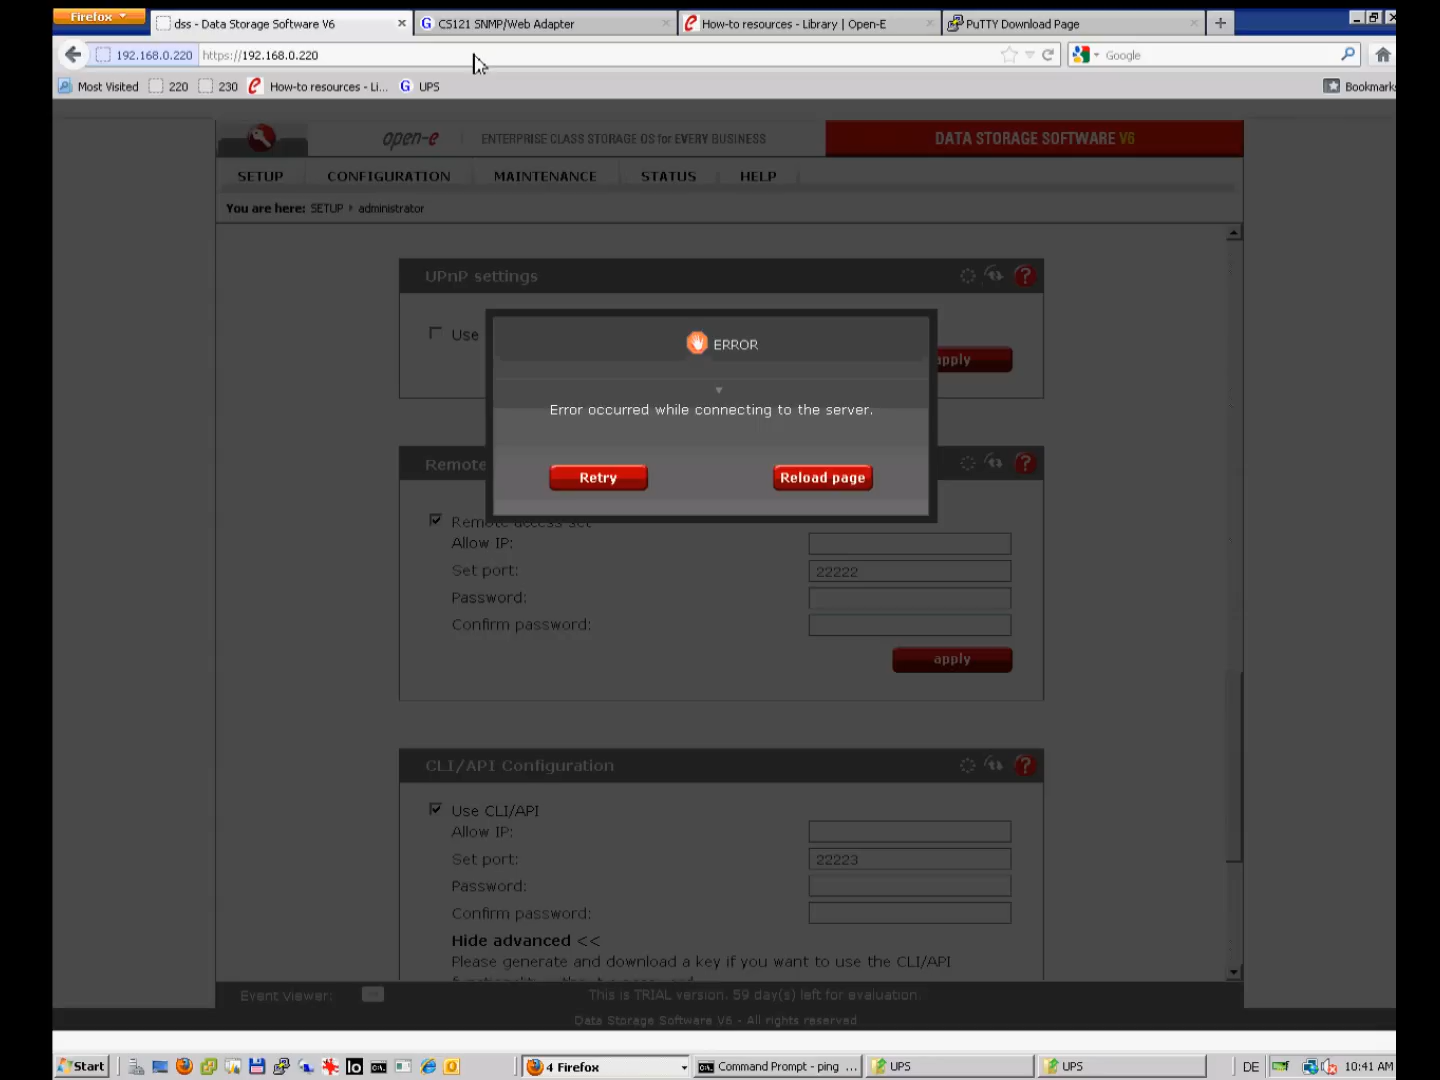 Firefox
dss - Data Storage Software V6
CS121 SNMP/Web Adapter
How-to resources - Library | Open-E
PuTTY Download Page
192.168.0.220
https://192.168.0.220
Google
Most Visited
220
230
How-to resources - Li...
UPS
Bookmarks
open-e
ENTERPRISE CLASS STORAGE OS for EVERY BUSINESS
DATA STORAGE SOFTWARE V6
SETUP
CONFIGURATION
MAINTENANCE
STATUS
HELP
You are here: SETUP administrator
UPnP settings
Use
apply
ERROR
Error occurred while connecting to the server.
Retry
Reload page
Remote
Remote access set
Allow IP:
Set port:
22222
Password:
Confirm password:
apply
CLI/API Configuration
Use CLI/API
Allow IP:
Set port:
22223
Password:
Confirm password:
Hide advanced <<
Please generate and download a key if you want to use the CLI/API
Event Viewer:
This is TRIAL version. 59 day(s) left for evaluation.
Data Storage Software V6 - All rights reserved
Start
4 Firefox
Command Prompt - ping ...
UPS
UPS
DE
10:41 AM